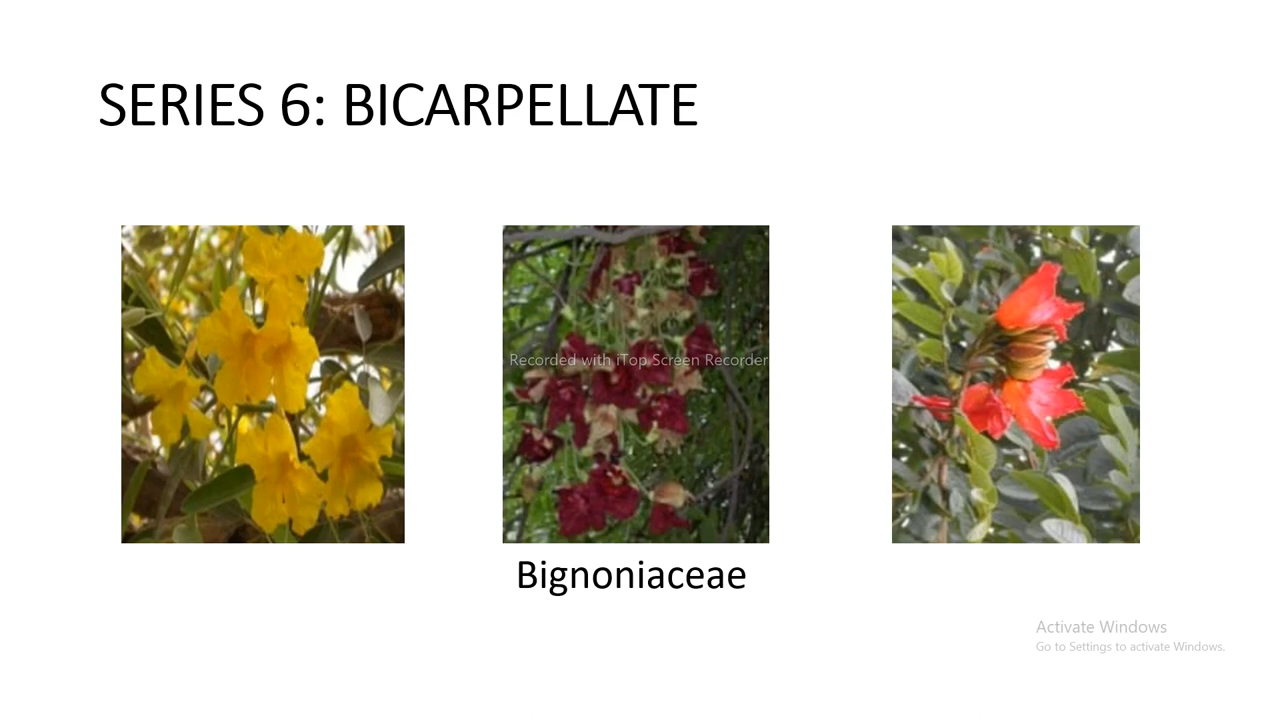 SERIES 6: BICARPELLATE
Recorded with iTop Screen Recorder
Bignoniaceae
Activate Windows
Go to Settings to activate Windows.